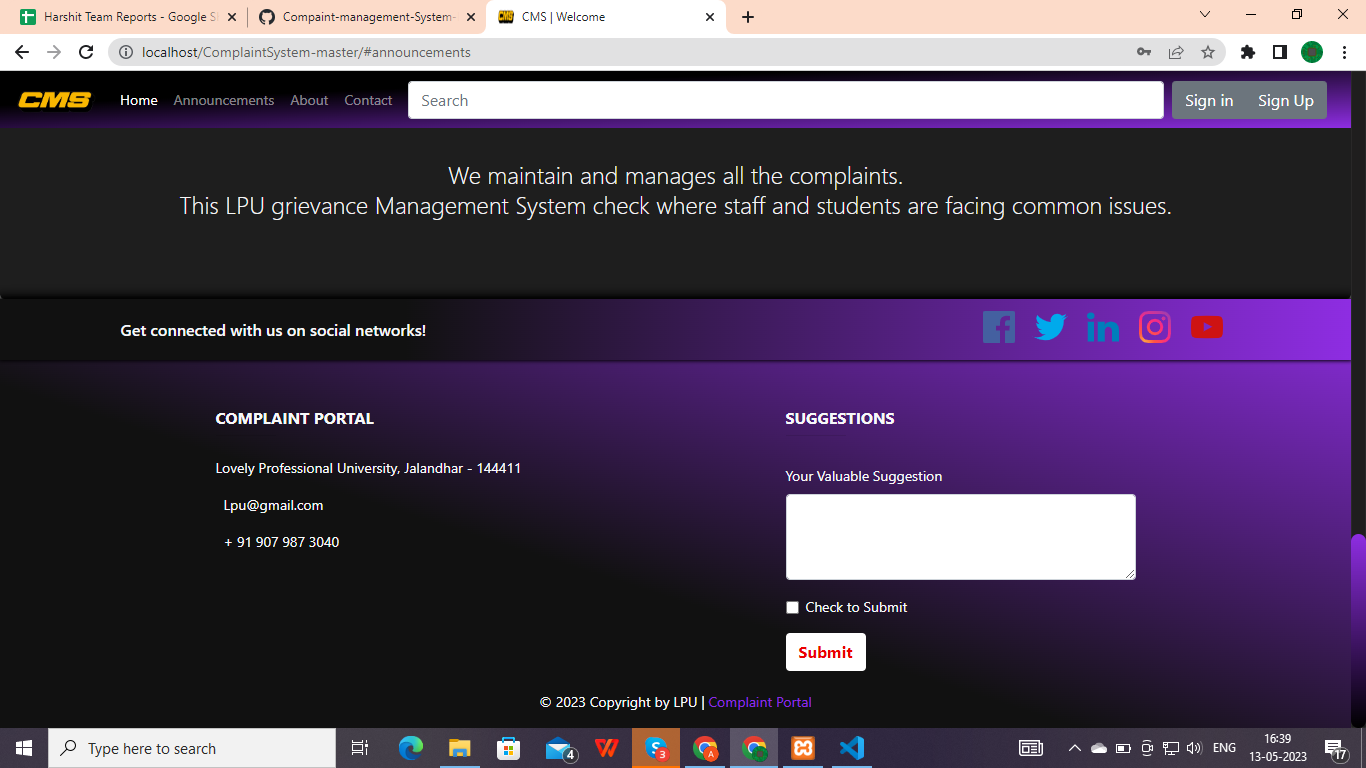 Harshit Team Reports - Google S
Compaint-management-System-
CMS | Welcome
localhost/ComplaintSystem-master/#announcements
CMS
Home
Announcements
About
Contact
Search
Sign in
Sign Up
We maintain and manages all the complaints.
This LPU grievance Management System check where staff and students are facing common issues.
Get connected with us on social networks!
COMPLAINT PORTAL
Lovely Professional University, Jalandhar - 144411
Lpu@gmail.com
+ 91 907 987 3040
SUGGESTIONS
Your Valuable Suggestion
Check to Submit
Submit
© 2023 Copyright by LPU | Complaint Portal
Type here to search
4
3
A
ENG
16:39
13-05-2023
17